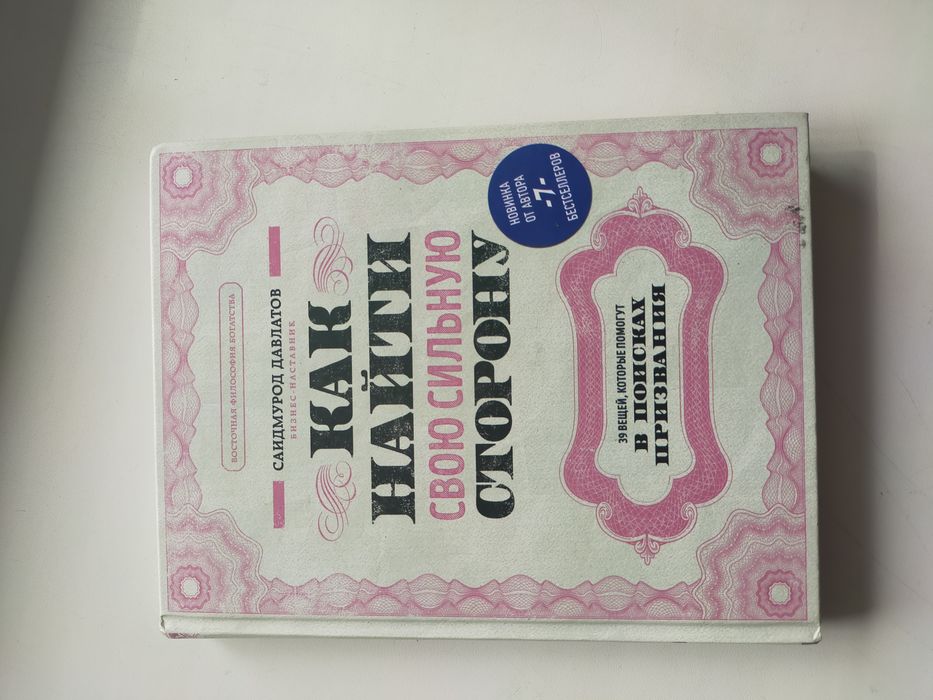 ВОСТОЧНАЯ ФИЛОСОФИЯ БОГАТСТВА
САИДМУРОД ДАВЛАТОВ
БИЗНЕС-НАСТАВНИК
КАК
НАЙТИ
СВОЮ СИЛЬНУЮ
СТОРОНУ
НОВИНКА
ОТ АВТОРА
-7-
БЕСТСЕЛЛЕРОВ
39 ВЕЩЕЙ, КОТОРЫЕ ПОМОГУТ
В ПОИСКАХ
ПРИЗВАНИЯ